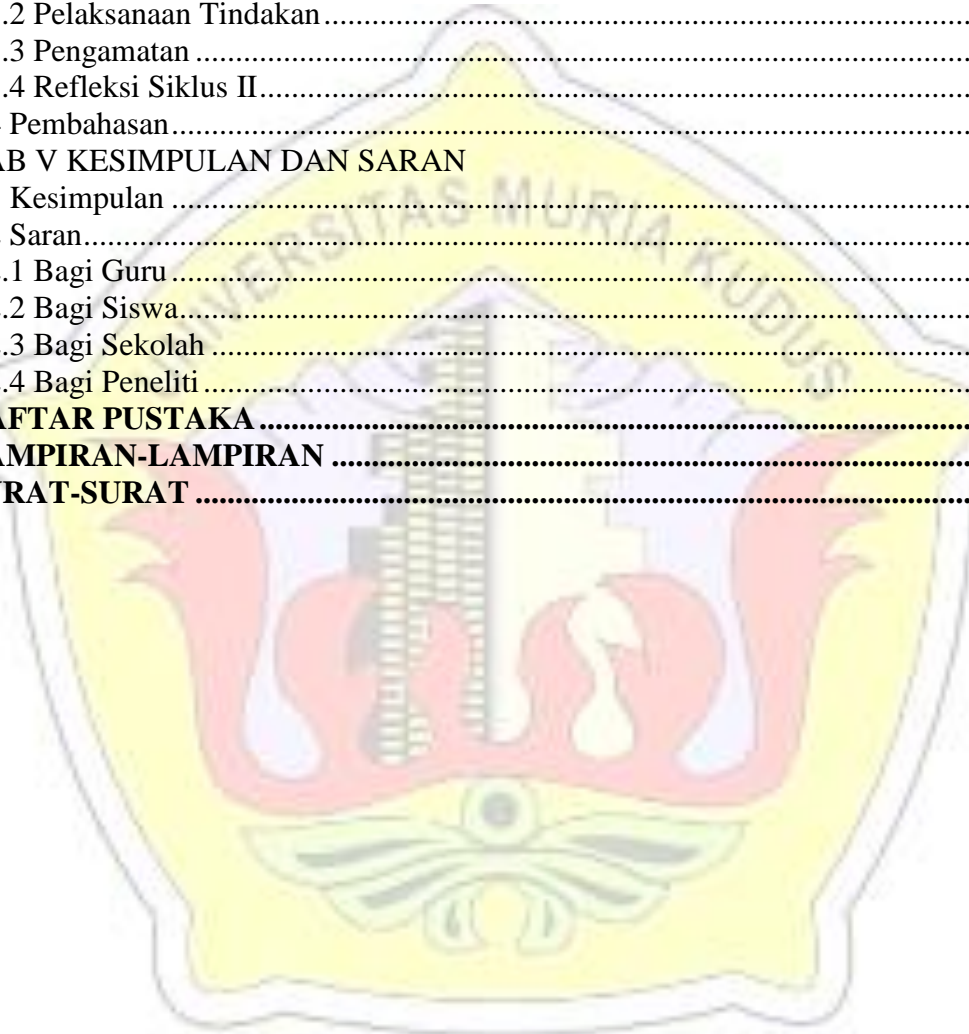 .2 Pelaksanaan Tindakan ....................................................................................
.3 Pengamatan ....................................................................................................
.4 Refleksi Siklus II............................................................................................
Pembahasan.......................................................................................................
AB V KESIMPULAN DAN SARAN
Kesimpulan .......................................................................................................
Saran..................................................................................................................
.1 Bagi Guru.......................................................................................................
.2 Bagi Siswa......................................................................................................
.3 Bagi Sekolah ..................................................................................................
.4 Bagi Peneliti ...................................................................................................
AFTAR PUSTAKA..........................................................................................
AMPIRAN-LAMPIRAN .................................................................................
RAT-SURAT ....................................................................................................
UNIVERSITAS MURIA KUDUS